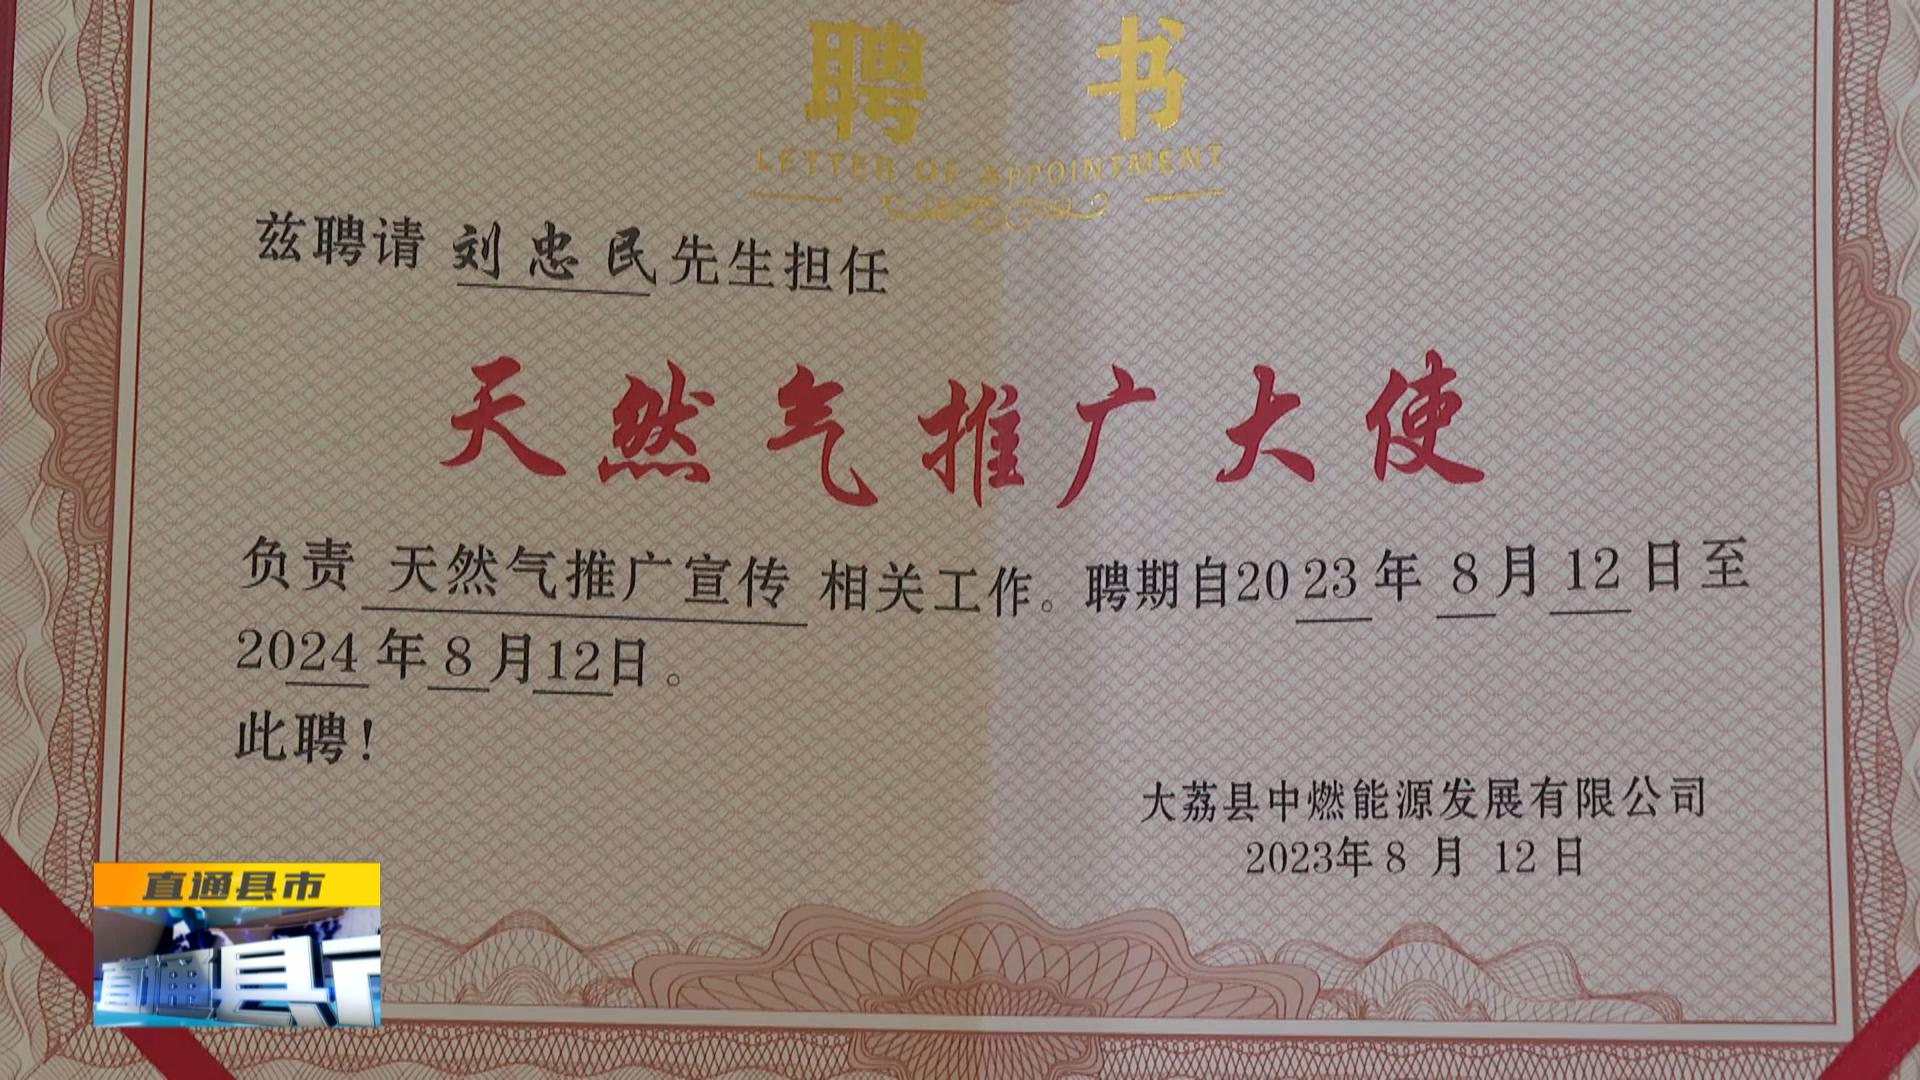 聘 书
LETTER OF APPOINTMENT
兹聘请 刘忠民 先生担任
天然气推广大使
负责 天然气推广宣传 相关工作。聘期自2023年 8月 12日至
2024年 8月12日。
此聘!
大荔县中燃能源发展有限公司
2023年 8 月 12 日
直通县市
直通县